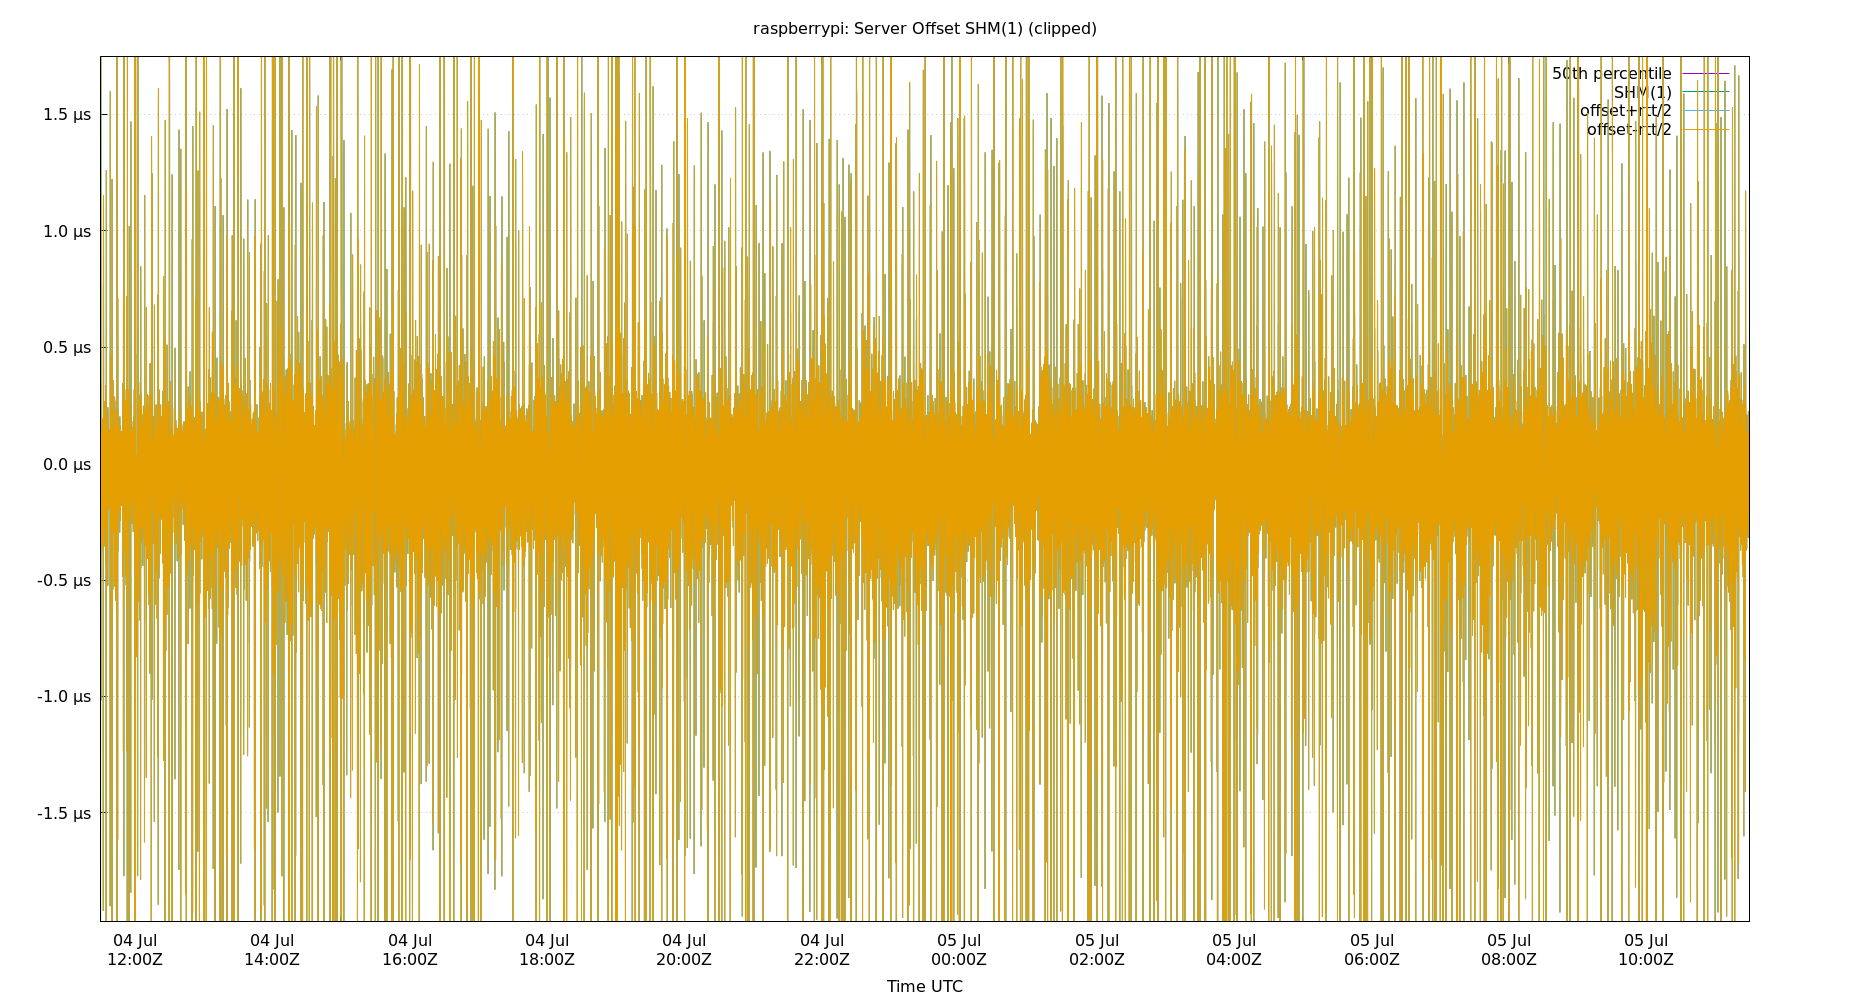 raspberrypi: Server Offset SHM(1) (clipped)
50th percentile
SHM(1)
offset+rtt/2
offset-rtt/2
1.5 µs
1.0 µs
0.5 µs
0.0 µs
-0.5 µs
-1.0 µs
-1.5 µs
04 Jul 04 Jul 04 Jul 04 Jul 04 Jul 04 Jul 05 Jul 05 Jul 05 Jul 05 Jul 05 Jul 05 Jul
12:00Z 14:00Z 16:00Z 18:00Z 20:00Z 22:00Z 00:00Z 02:00Z 04:00Z 06:00Z 08:00Z 10:00Z
Time UTC